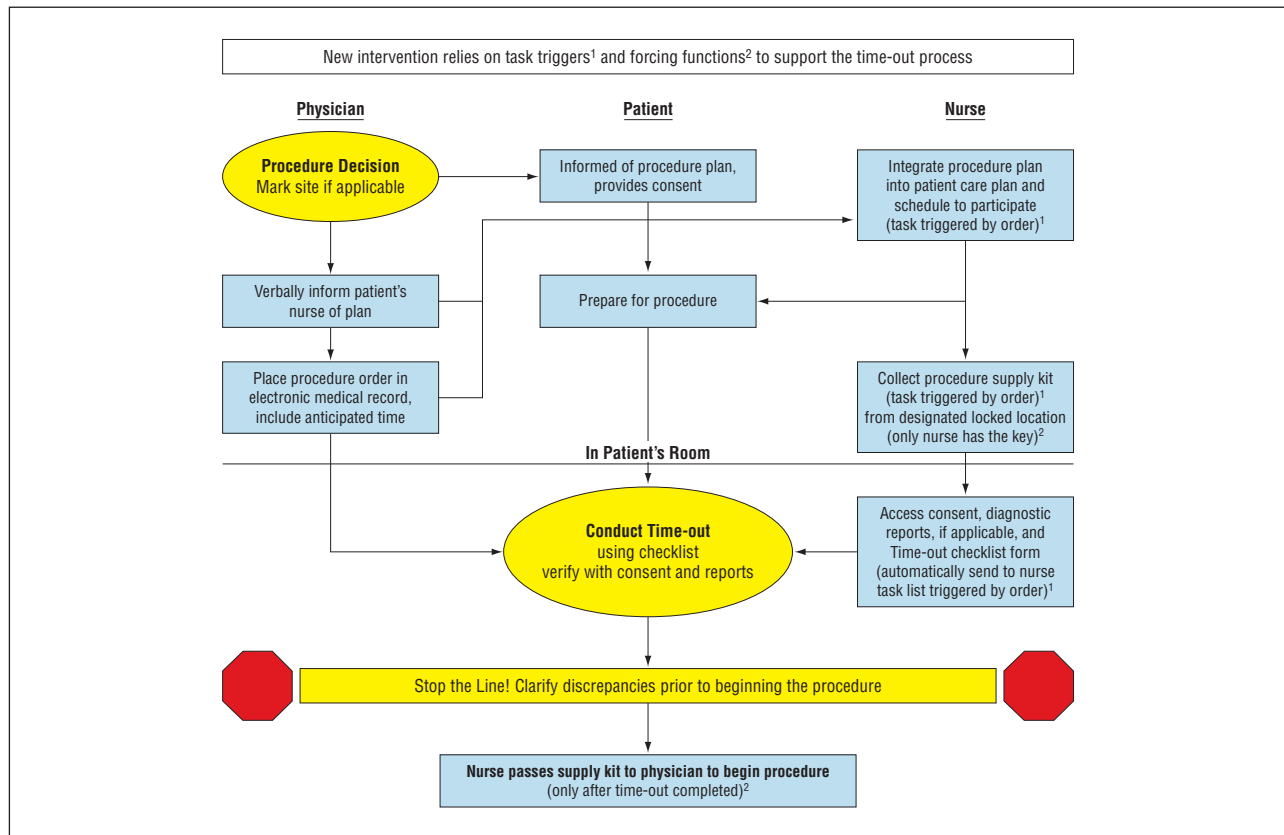 New intervention relies on task triggers¹ and forcing functions² to support the time-out process
Physician
Patient
Nurse
Procedure Decision
Mark site if applicable
Informed of procedure plan,
provides consent
Integrate procedure plan
into patient care plan and
schedule to participate
(task triggered by order)¹
Verbally inform patient's
nurse of plan
Prepare for procedure
Place procedure order in
electronic medical record,
include anticipated time
Collect procedure supply kit
(task triggered by order)¹
from designated locked location
(only nurse has the key)²
In Patient's Room
Conduct Time-out
using checklist
verify with consent and reports
Access consent, diagnostic
reports, if applicable, and
Time-out checklist form
(automatically send to nurse
task list triggered by order)¹
Stop the Line! Clarify discrepancies prior to beginning the procedure
Nurse passes supply kit to physician to begin procedure
(only after time-out completed)²